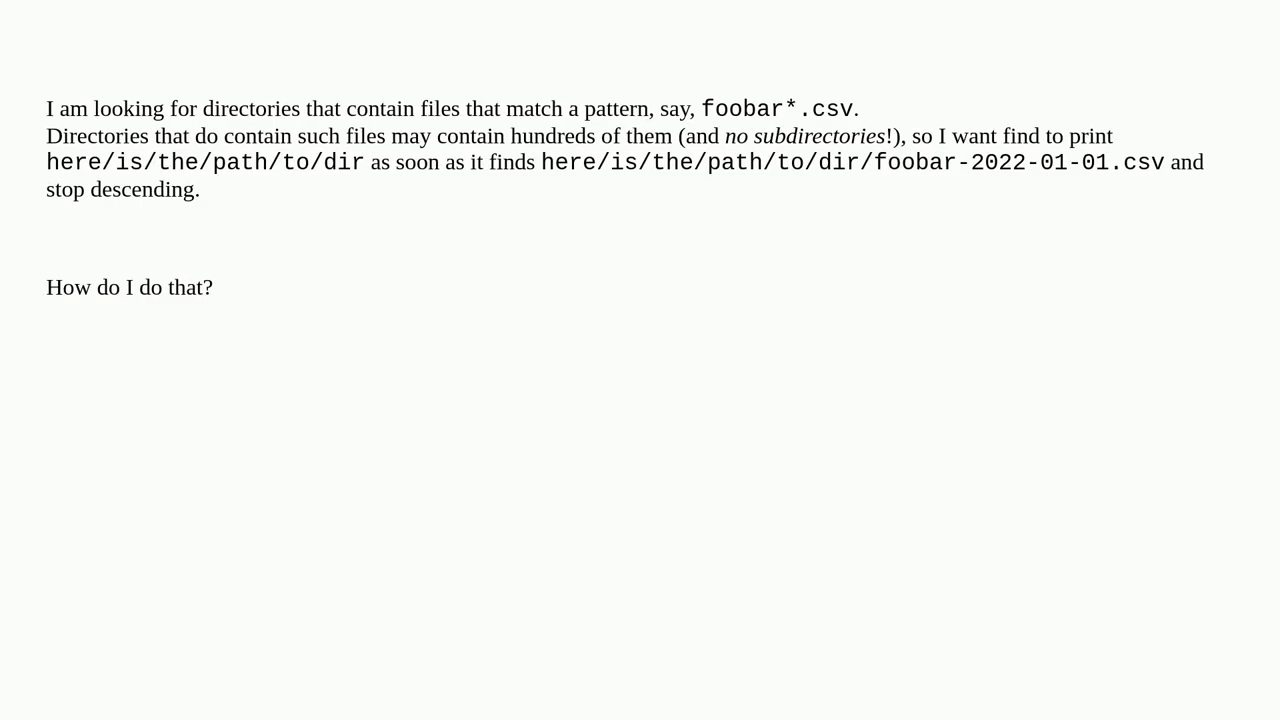 I am looking for directories that contain files that match a pattern, say, foobar*.csv.
Directories that do contain such files may contain hundreds of them (and no subdirectories!), so I want find to print
here/is/the/path/to/dir as soon as it finds here/is/the/path/to/dir/foobar-2022-01-01.csv and
stop descending.
How do I do that?